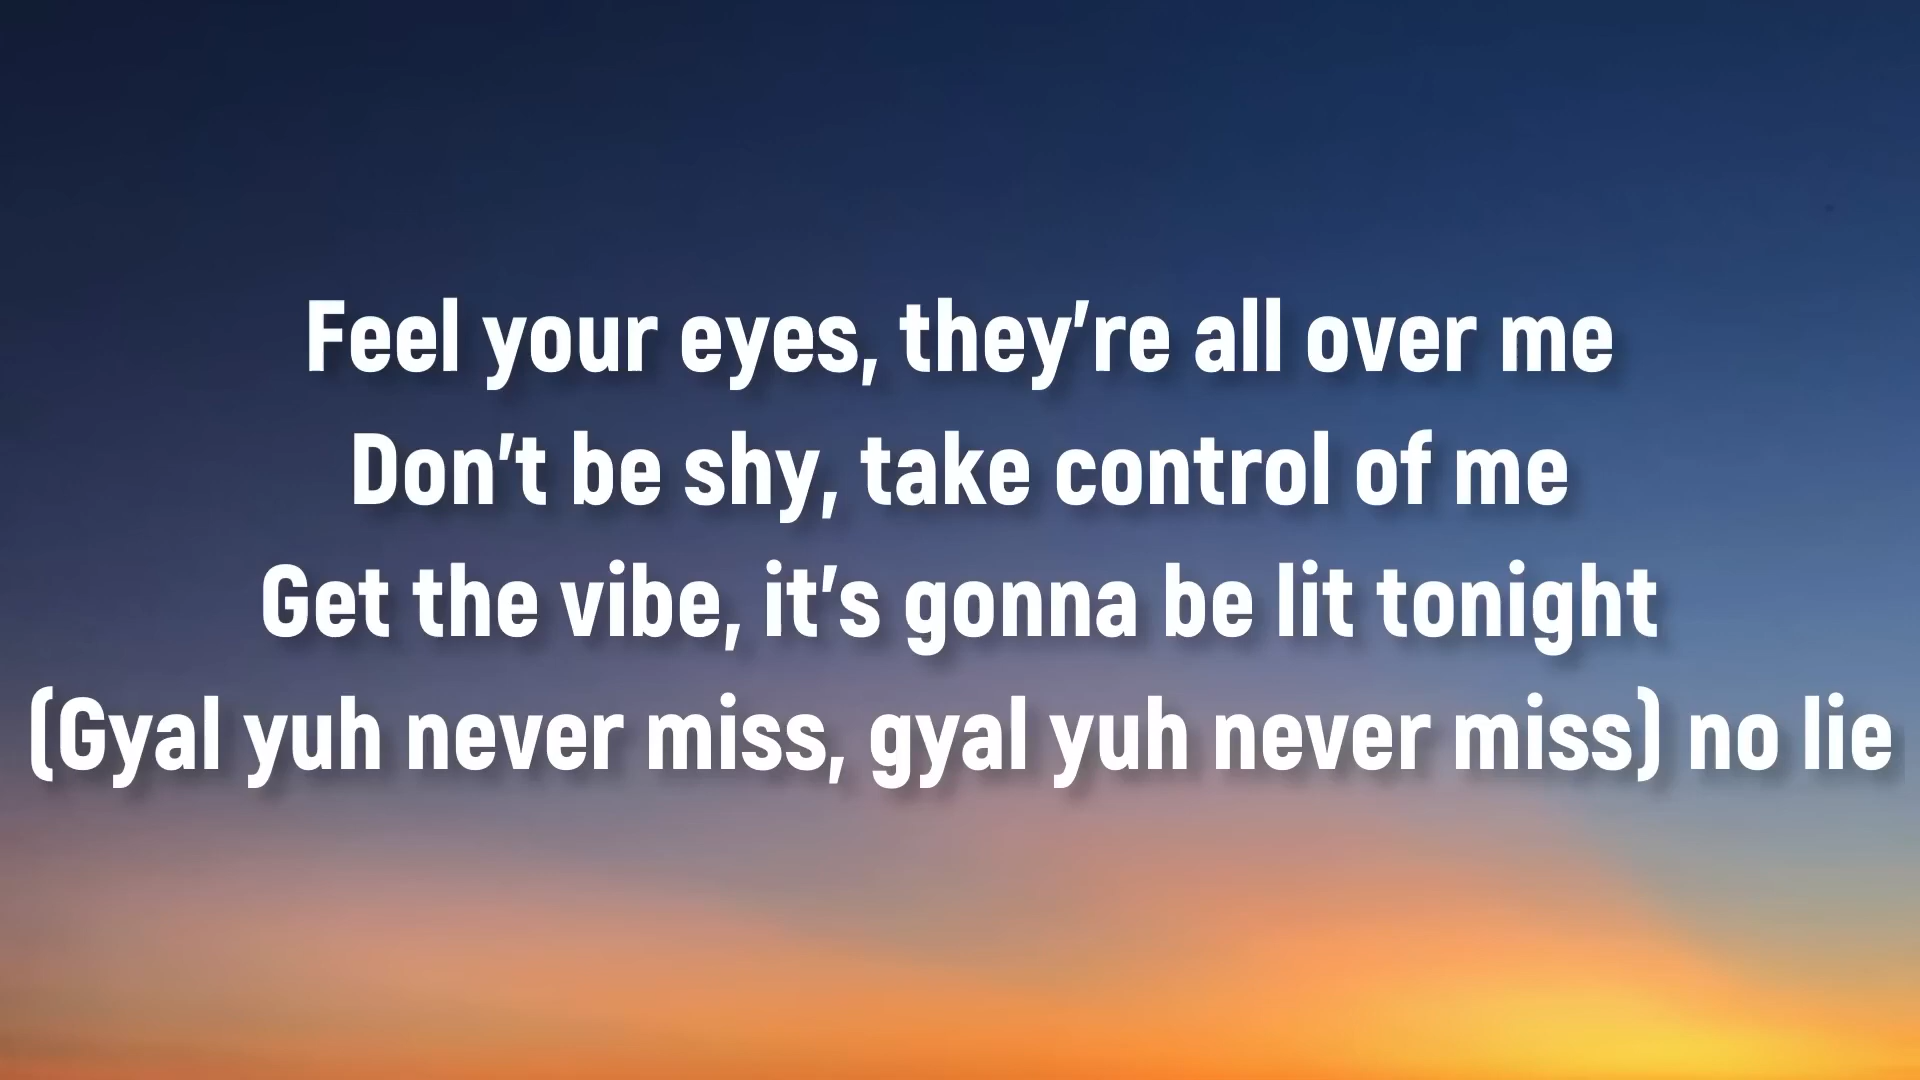 Feel your eyes, they're all over me
Don't be shy, take control of me
Get the vibe, it's gonna be lit tonight
(Gyal yuh never miss, gyal yuh never miss) no lie